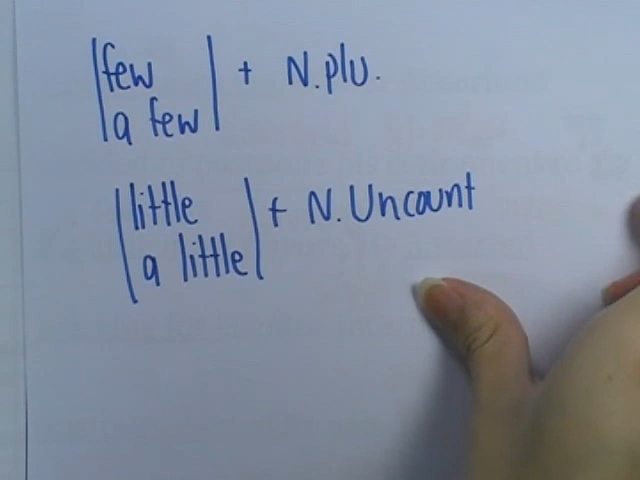 few + N.plu.
a few
little + N.Uncount
a little